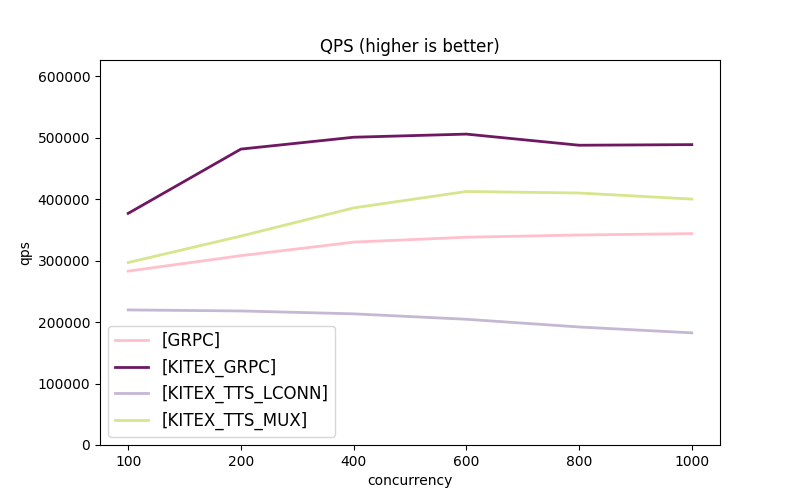 QPS (higher is better)
600000
500000
400000
300000
200000
100000
0
qps
[GRPC]
[KITEX_GRPC]
[KITEX_TTS_LCONN]
[KITEX_TTS_MUX]
100 200 400 600 800 1000
concurrency